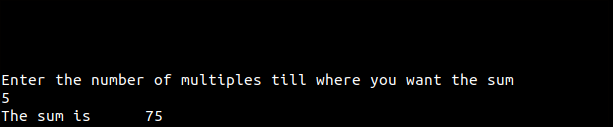 Enter the number of multiples till where you want the sum
5
The sum is      75